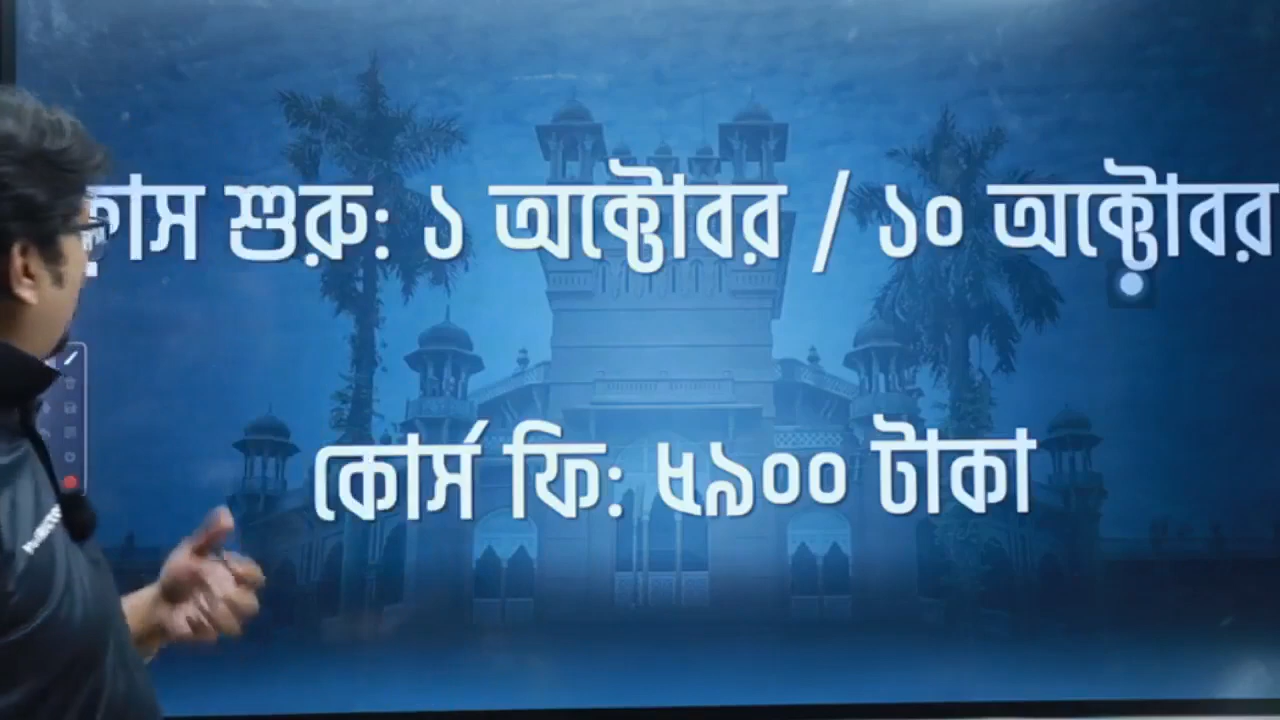 ক্লাস শুরু: ১ অক্টোবর / ১০ অক্টোবর
কোর্স ফি: ৫৯০০ টাকা